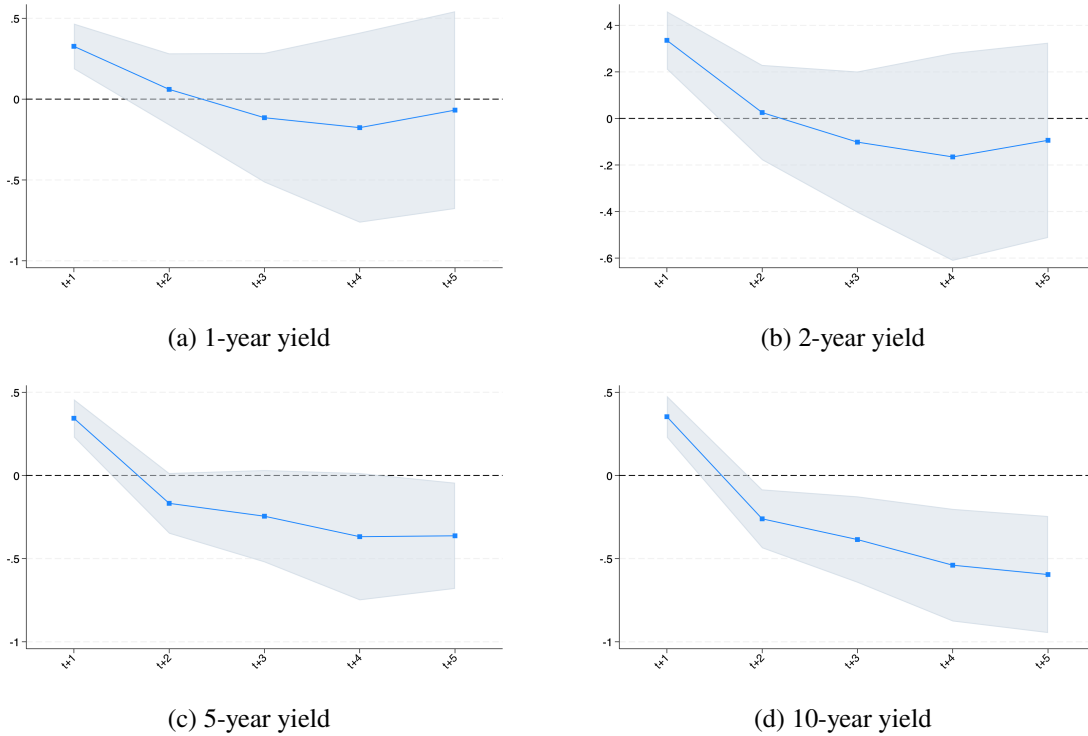 .5
0
-.5
-1
t+1 t+2 t+3 t+4 t+5
(a) 1-year yield
.4
.2
0
-.2
-.4
-.6
t+1 t+2 t+3 t+4 t+5
(b) 2-year yield
.5
0
-.5
-1
t+1 t+2 t+3 t+4 t+5
(c) 5-year yield
.5
0
-.5
-1
t+1 t+2 t+3 t+4 t+5
(d) 10-year yield